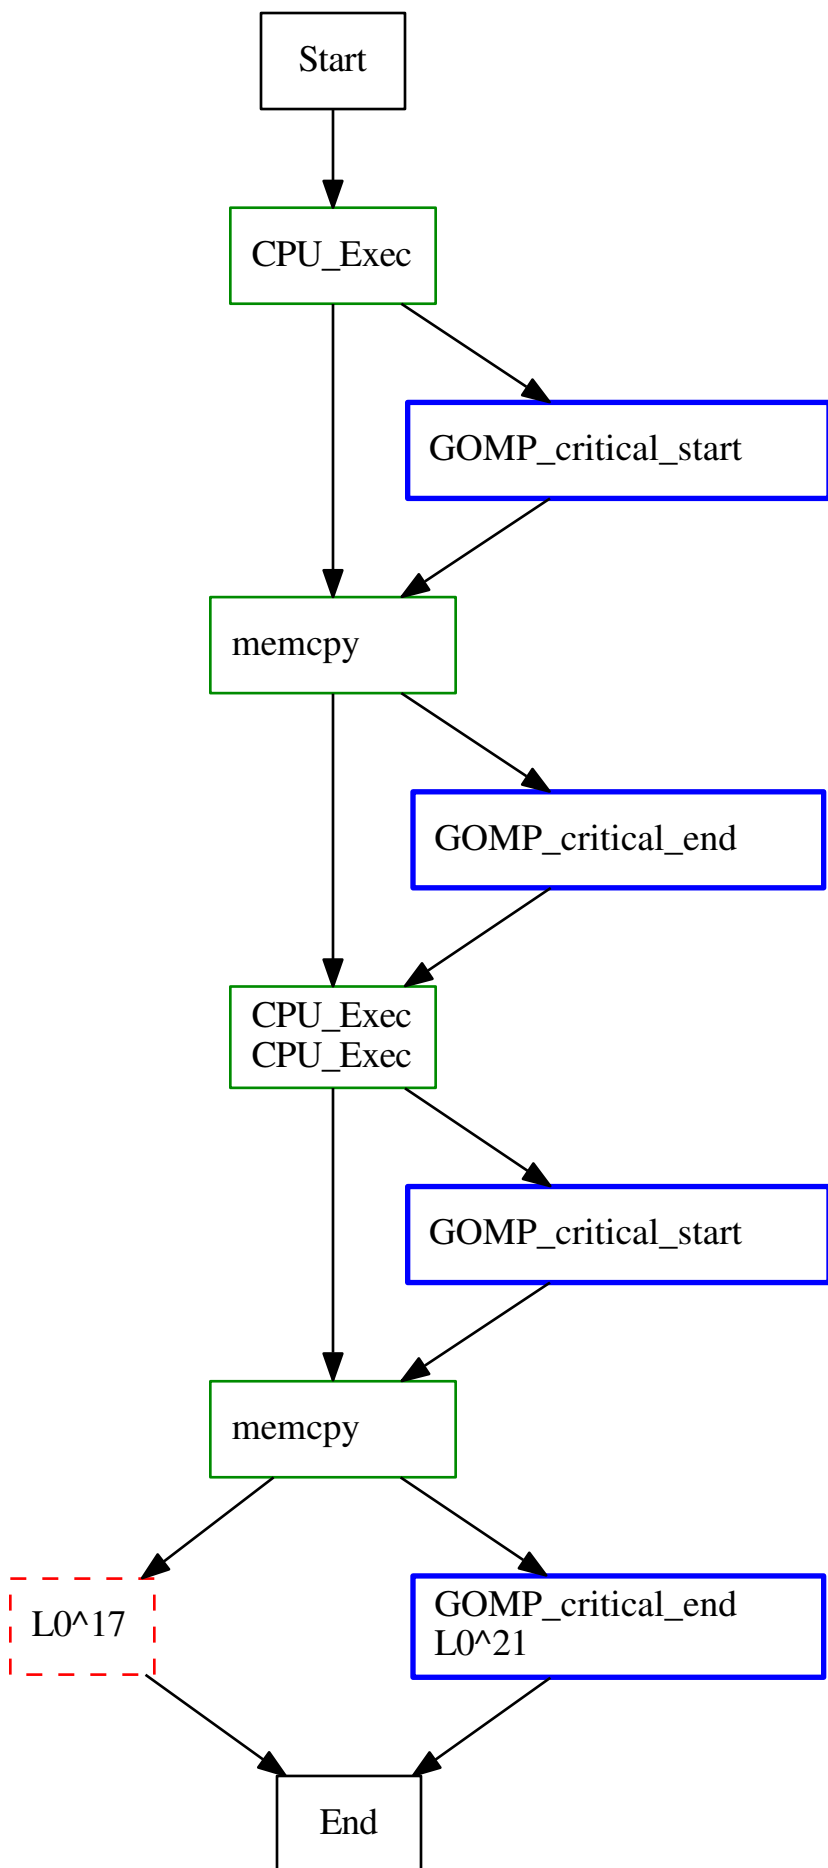 Start
CPU_Exec
GOMP_critical_start
memcpy
GOMP_critical_end
CPU_Exec
CPU_Exec
GOMP_critical_start
memcpy
L0^17
GOMP_critical_end
L0^21
End